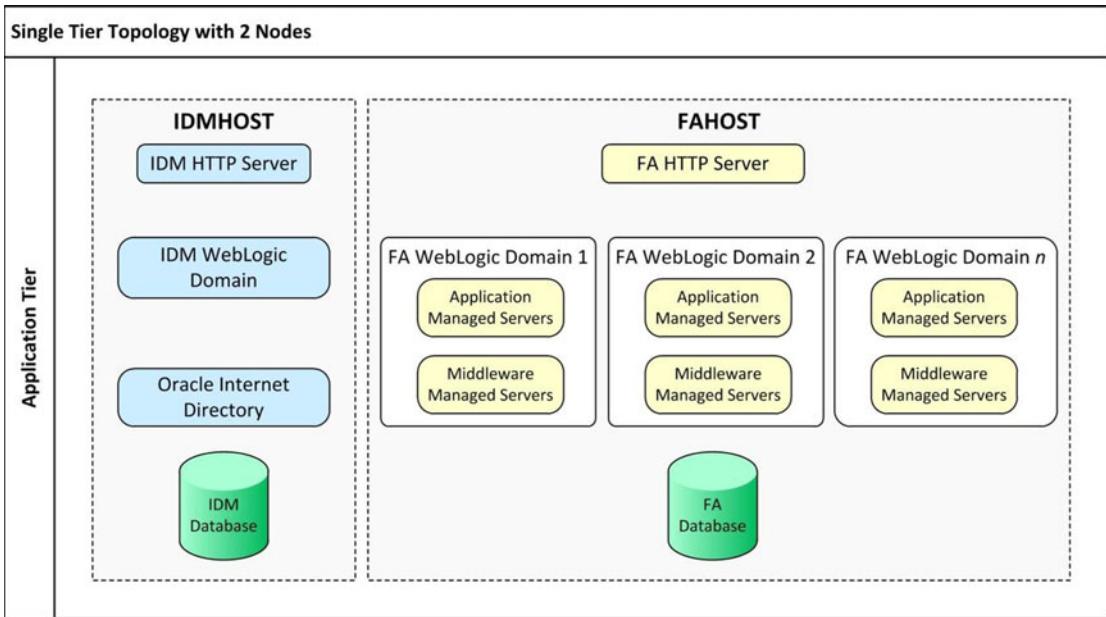 Single Tier Topology with 2 Nodes
Application Tier
IDMHOST
IDM HTTP Server
IDM WebLogic
Domain
Oracle Internet
Directory
IDM
Database
FAHOST
FA HTTP Server
FA WebLogic Domain 1
Application
Managed Servers
Middleware
Managed Servers
FA WebLogic Domain 2
Application
Managed Servers
Middleware
Managed Servers
FA WebLogic Domain n
Application
Managed Servers
Middleware
Managed Servers
FA
Database